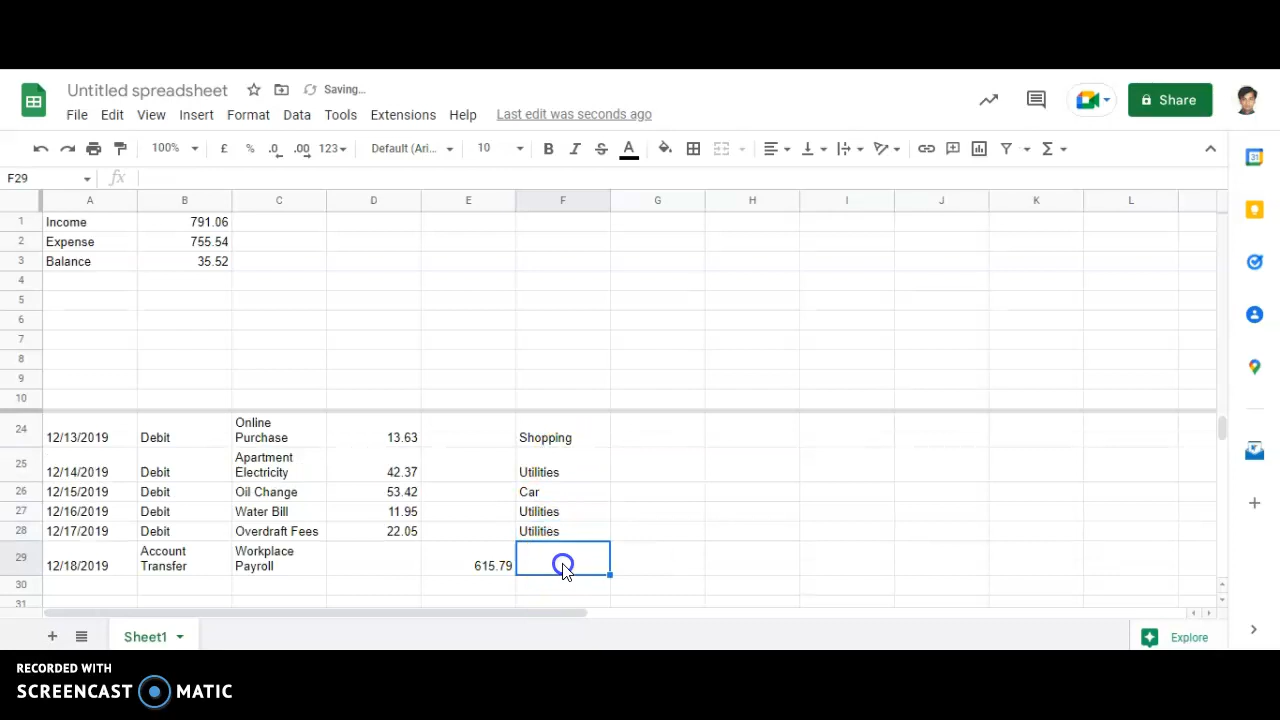 Untitled spreadsheet Saving...
File Edit View Insert Format Data Tools Extensions Help Last edit was seconds ago
Share
100% £ % .0 .00 123 Default (Ari... 10 B I S A Σ
F29 fx
A B C D E F G H I J K L
1 Income 791.06
2 Expense 755.54
3 Balance 35.52
4
5
6
7
8
9
10
24 12/13/2019 Debit Online Purchase 13.63 Shopping
25 12/14/2019 Debit Apartment Electricity 42.37 Utilities
26 12/15/2019 Debit Oil Change 53.42 Car
27 12/16/2019 Debit Water Bill 11.95 Utilities
28 12/17/2019 Debit Overdraft Fees 22.05 Utilities
29 12/18/2019 Account Transfer Workplace Payroll 615.79
30
31
Sheet1 Explore
RECORDED WITH
SCREENCAST MATIC
31